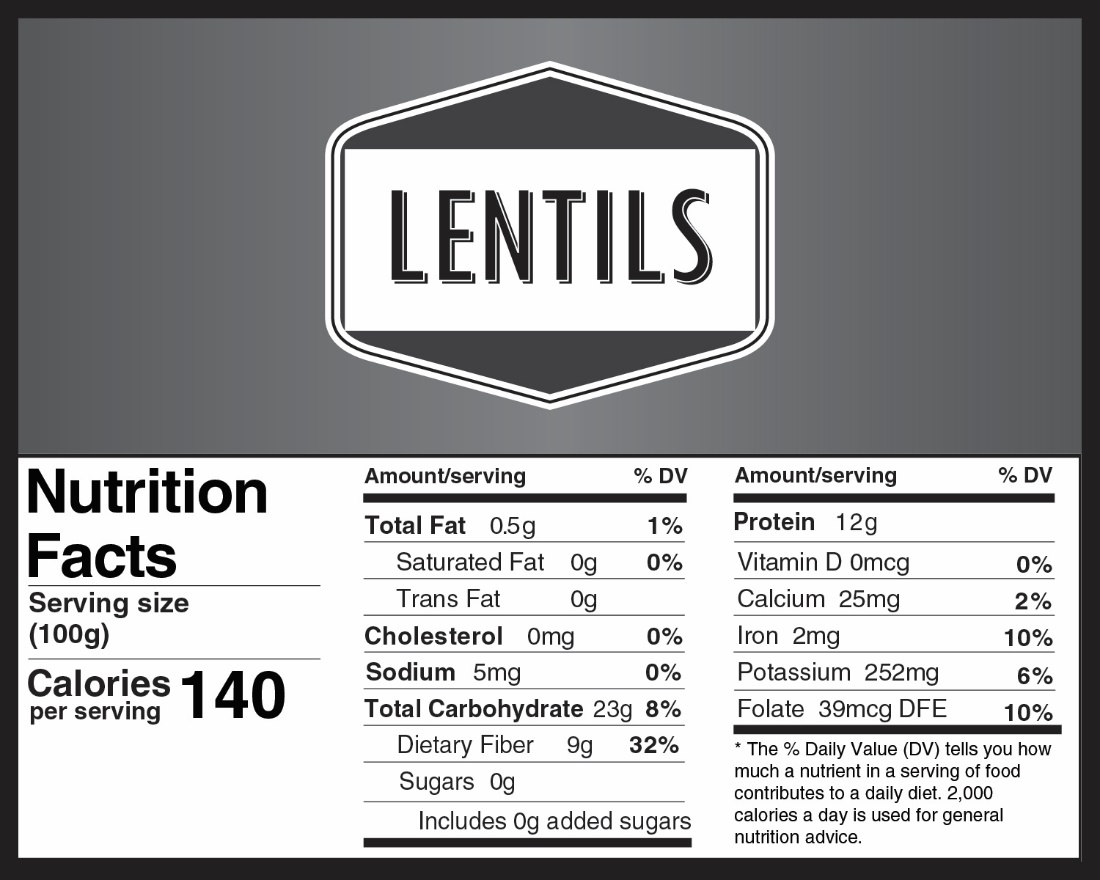 LENTILS
Nutrition
Facts
Serving size
(100g)
Calories 140
per serving
Amount/serving % DV
Total Fat 0.5g 1%
Saturated Fat 0g 0%
Trans Fat 0g
Cholesterol 0mg 0%
Sodium 5mg 0%
Total Carbohydrate 23g 8%
Dietary Fiber 9g 32%
Sugars 0g
Includes 0g added sugars
Amount/serving % DV
Protein 12g
Vitamin D 0mcg 0%
Calcium 25mg 2%
Iron 2mg 10%
Potassium 252mg 6%
Folate 39mcg DFE 10%
* The % Daily Value (DV) tells you how
much a nutrient in a serving of food
contributes to a daily diet. 2,000
calories a day is used for general
nutrition advice.